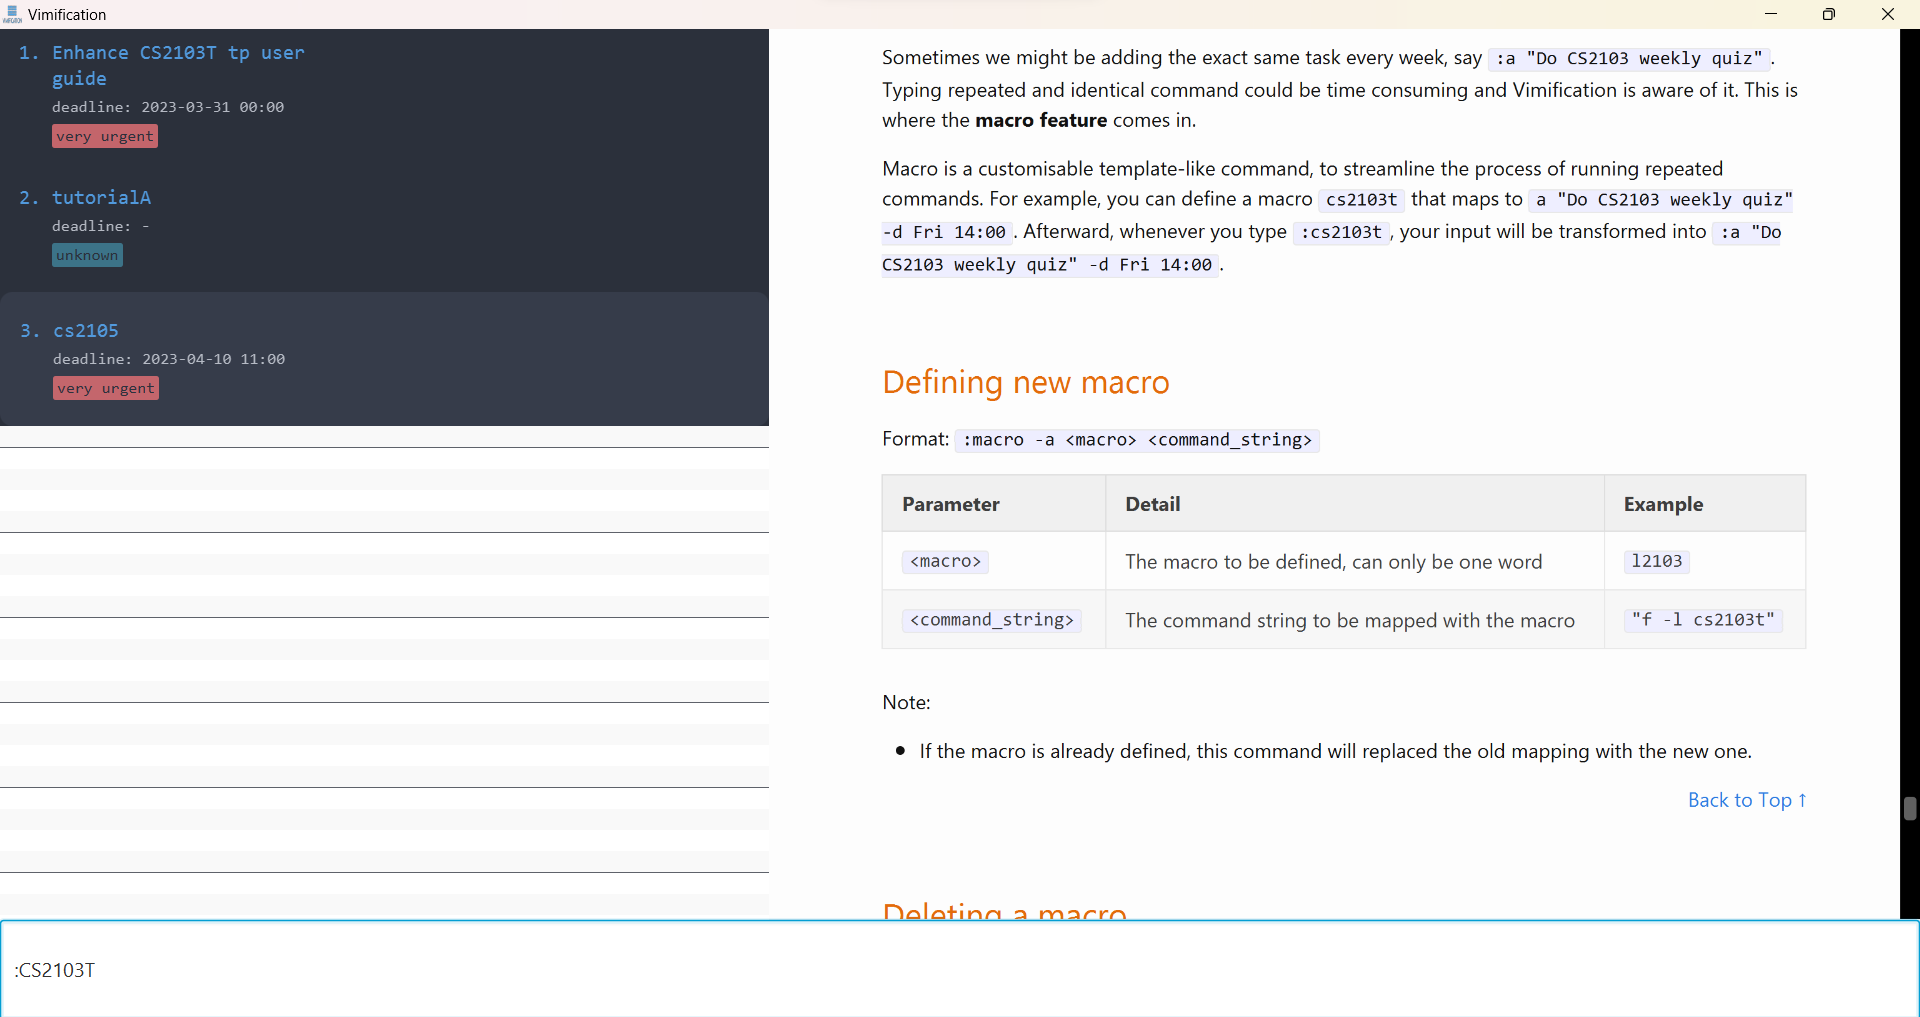 Vimification
1. Enhance CS2103T tp user
guide
deadline: 2023-03-31 00:00
very urgent
2. tutorialA
deadline: -
unknown
3. cs2105
deadline: 2023-04-10 11:00
very urgent
Sometimes we might be adding the exact same task every week, say :a "Do CS2103 weekly quiz" .
Typing repeated and identical command could be time consuming and Vimification is aware of it. This is
where the macro feature comes in.
Macro is a customisable template-like command, to streamline the process of running repeated
commands. For example, you can define a macro cs2103t that maps to a "Do CS2103 weekly quiz"
-d Fri 14:00 . Afterward, whenever you type :cs2103t , your input will be transformed into :a "Do
CS2103 weekly quiz" -d Fri 14:00 .
Defining new macro
Format: :macro -a <macro> <command_string>
Parameter Detail Example
<macro> The macro to be defined, can only be one word l2103
<command_string> The command string to be mapped with the macro "f -l cs2103t"
Note:
• If the macro is already defined, this command will replaced the old mapping with the new one.
Back to Top ↑
Deleting a macro
:CS2103T